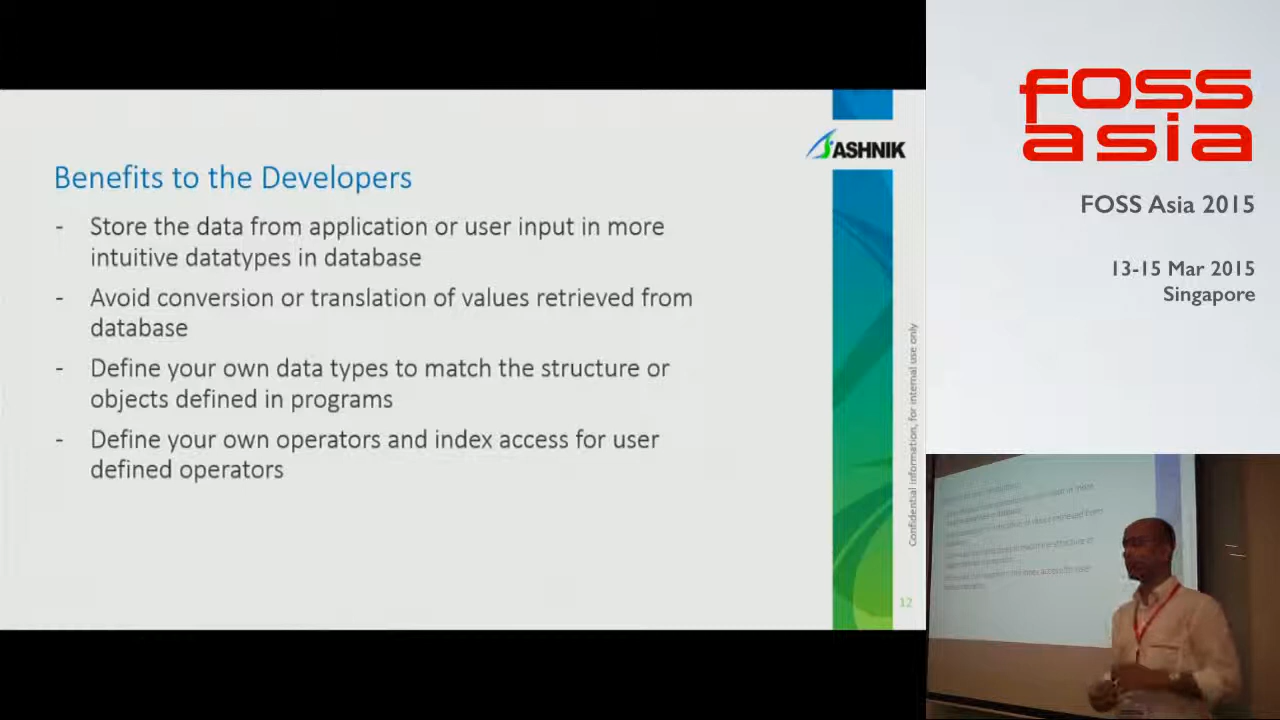 ASHNIK
Benefits to the Developers
- Store the data from application or user input in more
intuitive datatypes in database
- Avoid conversion or translation of values retrieved from
database
- Define your own data types to match the structure or
objects defined in programs
- Define your own operators and index access for user
defined operators
Confidential information, for internal use only
12
foss
asia
FOSS Asia 2015
13-15 Mar 2015
Singapore